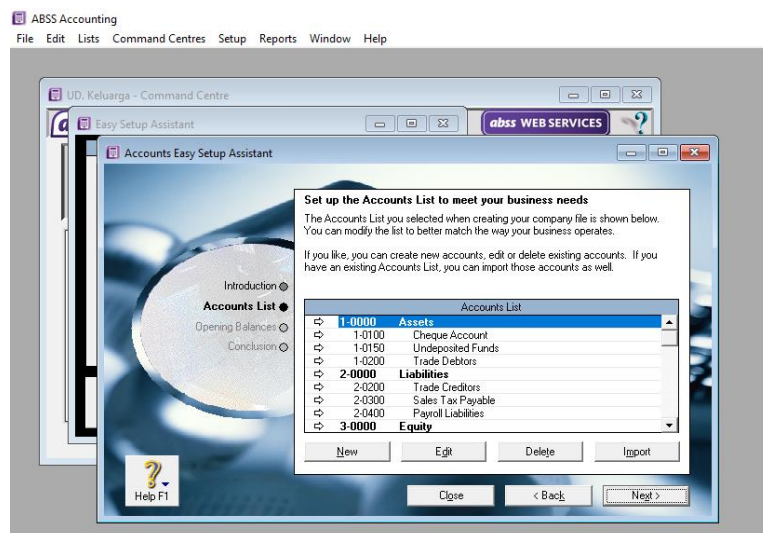 ABSS Accounting
File Edit Lists Command Centres Setup Reports Window Help
UD. Keluarga - Command Centre
Easy Setup Assistant
abss WEB SERVICES
Accounts Easy Setup Assistant
Set up the Accounts List to meet your business needs
The Accounts List you selected when creating your company file is shown below.
You can modify the list to better match the way your business operates.
If you like, you can create new accounts, edit or delete existing accounts. If you
have an existing Accounts List, you can import those accounts as well.
Introduction
Accounts List
Opening Balances
Conclusion
Accounts List
1-0000 Assets
1-0100 Cheque Account
1-0150 Undeposited Funds
1-0200 Trade Debtors
2-0000 Liabilities
2-0200 Trade Creditors
2-0300 Sales Tax Payable
2-0400 Payroll Liabilities
3-0000 Equity
New Edit Delete Import
Help F1
Close < Back Next >